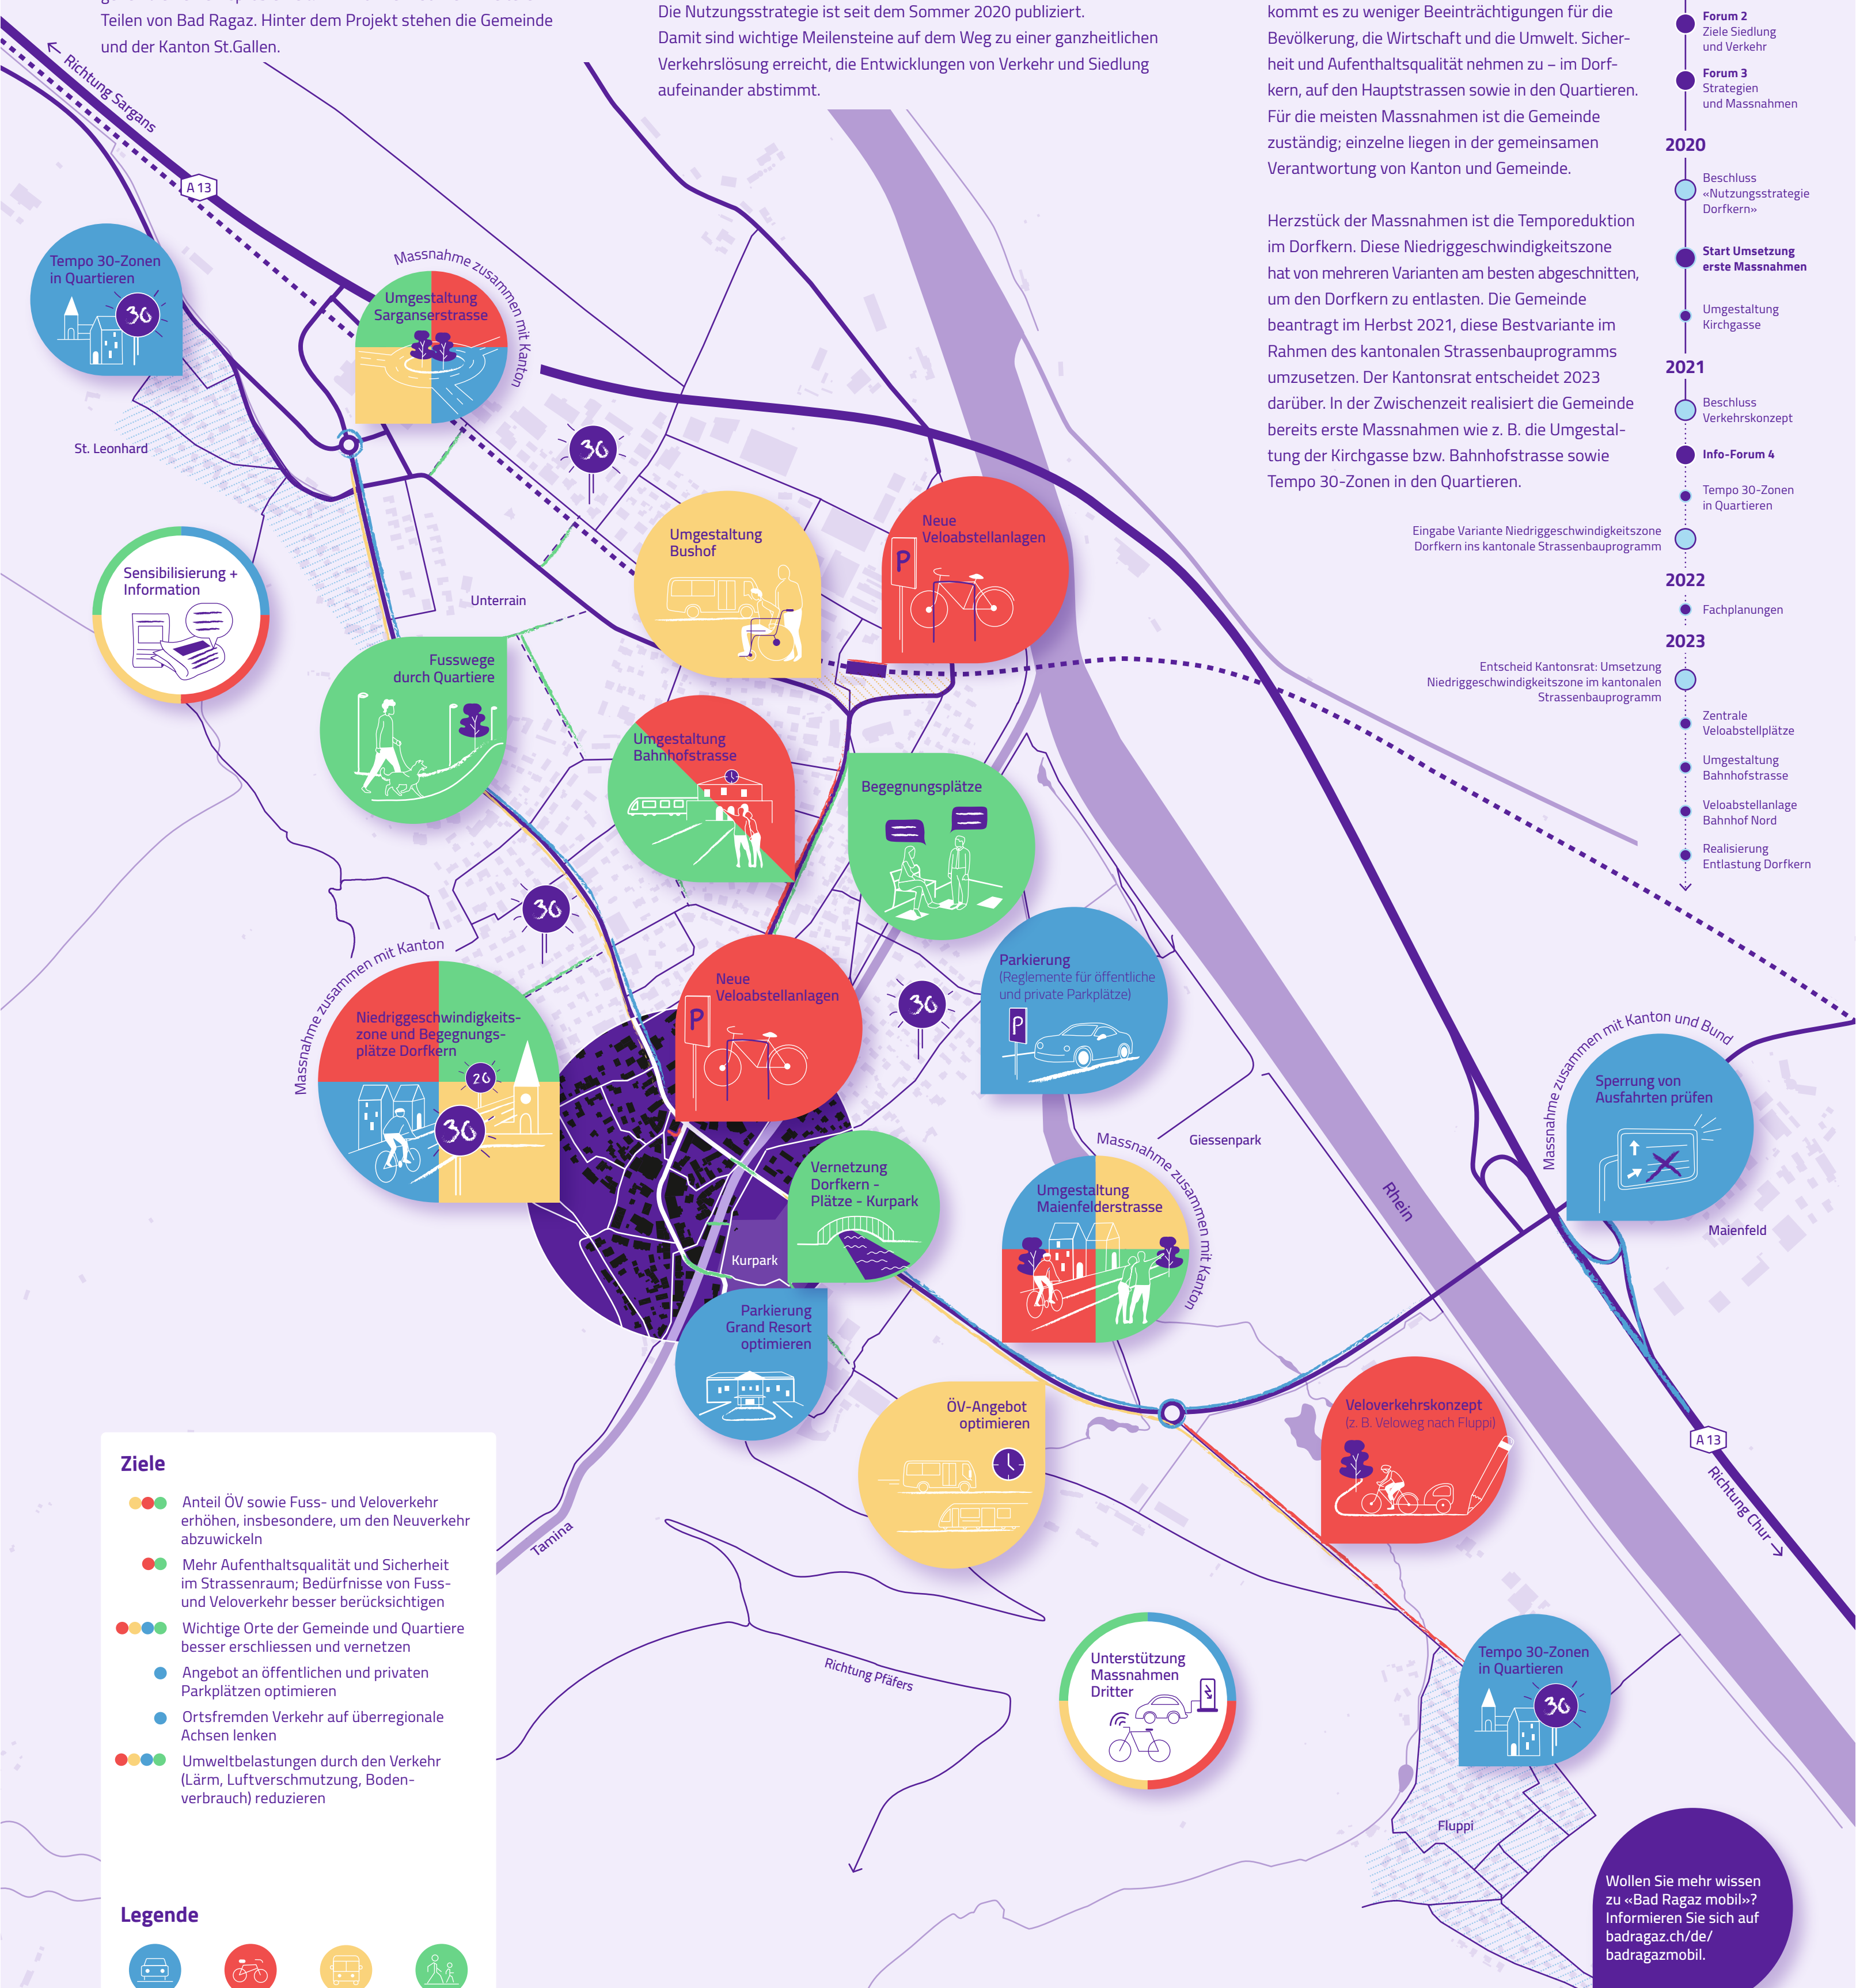 Teilen von Bad Ragaz. Hinter dem Projekt stehen die Gemeinde
und der Kanton St.Gallen.
Die Nutzungsstrategie ist seit dem Sommer 2020 publiziert.
Damit sind wichtige Meilensteine auf dem Weg zu einer ganzheitlichen
Verkehrslösung erreicht, die Entwicklungen von Verkehr und Siedlung
aufeinander abstimmt.
kommt es zu weniger Beeinträchtigungen für die
Bevölkerung, die Wirtschaft und die Umwelt. Sicher-
heit und Aufenthaltsqualität nehmen zu – im Dorf-
kern, auf den Hauptstrassen sowie in den Quartieren.
Für die meisten Massnahmen ist die Gemeinde
zuständig; einzelne liegen in der gemeinsamen
Verantwortung von Kanton und Gemeinde.
Herzstück der Massnahmen ist die Temporeduktion
im Dorfkern. Diese Niedriggeschwindigkeitszone
hat von mehreren Varianten am besten abgeschnitten,
um den Dorfkern zu entlasten. Die Gemeinde
beantragt im Herbst 2021, diese Bestvariante im
Rahmen des kantonalen Strassenbauprogramms
umzusetzen. Der Kantonsrat entscheidet 2023
darüber. In der Zwischenzeit realisiert die Gemeinde
bereits erste Massnahmen wie z. B. die Umgestal-
tung der Kirchgasse bzw. Bahnhofstrasse sowie
Tempo 30-Zonen in den Quartieren.
Forum 2
Ziele Siedlung
und Verkehr
Forum 3
Strategien
und Massnahmen
2020
Beschluss
«Nutzungsstrategie
Dorfkern»
Start Umsetzung
erste Massnahmen
Umgestaltung
Kirchgasse
2021
Beschluss
Verkehrskonzept
Info-Forum 4
Tempo 30-Zonen
in Quartieren
Eingabe Variante Niedriggeschwindigkeitszone
Dorfkern ins kantonale Strassenbauprogramm
2022
Fachplanungen
2023
Entscheid Kantonsrat: Umsetzung
Niedriggeschwindigkeitszone im kantonalen
Strassenbauprogramm
Zentrale
Veloabstellplätze
Umgestaltung
Bahnhofstrasse
Veloabstellanlage
Bahnhof Nord
Realisierung
Entlastung Dorfkern
Richtung Sargans
A 13
Tempo 30-Zonen
in Quartieren
30
Massnahme zusammen mit Kanton
Umgestaltung
Sarganserstrasse
St. Leonhard
30
Sensibilisierung +
Information
Unterrain
Umgestaltung
Bushof
Neue
Veloabstellanlagen
P
Fusswege
durch Quartiere
Umgestaltung
Bahnhofstrasse
Begegnungsplätze
30
Massnahme zusammen mit Kanton
Niedriggeschwindigkeits-
zone und Begegnungs-
plätze Dorfkern
20
30
Neue
Veloabstellanlagen
P
30
Parkierung
(Reglemente für öffentliche
und private Parkplätze)
P
Massnahme zusammen mit Kanton und Bund
Sperrung von
Ausfahrten prüfen
Maienfeld
Giessenpark
Rhein
Vernetzung
Dorfkern -
Plätze - Kurpark
Kurpark
Massnahme zusammen mit Kanton
Umgestaltung
Maienfelderstrasse
Parkierung
Grand Resort
optimieren
ÖV-Angebot
optimieren
Veloverkehrskonzept
(z. B. Veloweg nach Fluppi)
A 13
Richtung Chur
Tamina
Richtung Pfäfers
Unterstützung
Massnahmen
Dritter
Tempo 30-Zonen
in Quartieren
30
Fluppi
Ziele
Anteil ÖV sowie Fuss- und Veloverkehr
erhöhen, insbesondere, um den Neuverkehr
abzuwickeln
Mehr Aufenthaltsqualität und Sicherheit
im Strassenraum; Bedürfnisse von Fuss-
und Veloverkehr besser berücksichtigen
Wichtige Orte der Gemeinde und Quartiere
besser erschliessen und vernetzen
Angebot an öffentlichen und privaten
Parkplätzen optimieren
Ortsfremden Verkehr auf überregionale
Achsen lenken
Umweltbelastungen durch den Verkehr
(Lärm, Luftverschmutzung, Boden-
verbrauch) reduzieren
Legende
Wollen Sie mehr wissen
zu «Bad Ragaz mobil»?
Informieren Sie sich auf
badragaz.ch/de/
badragazmobil.